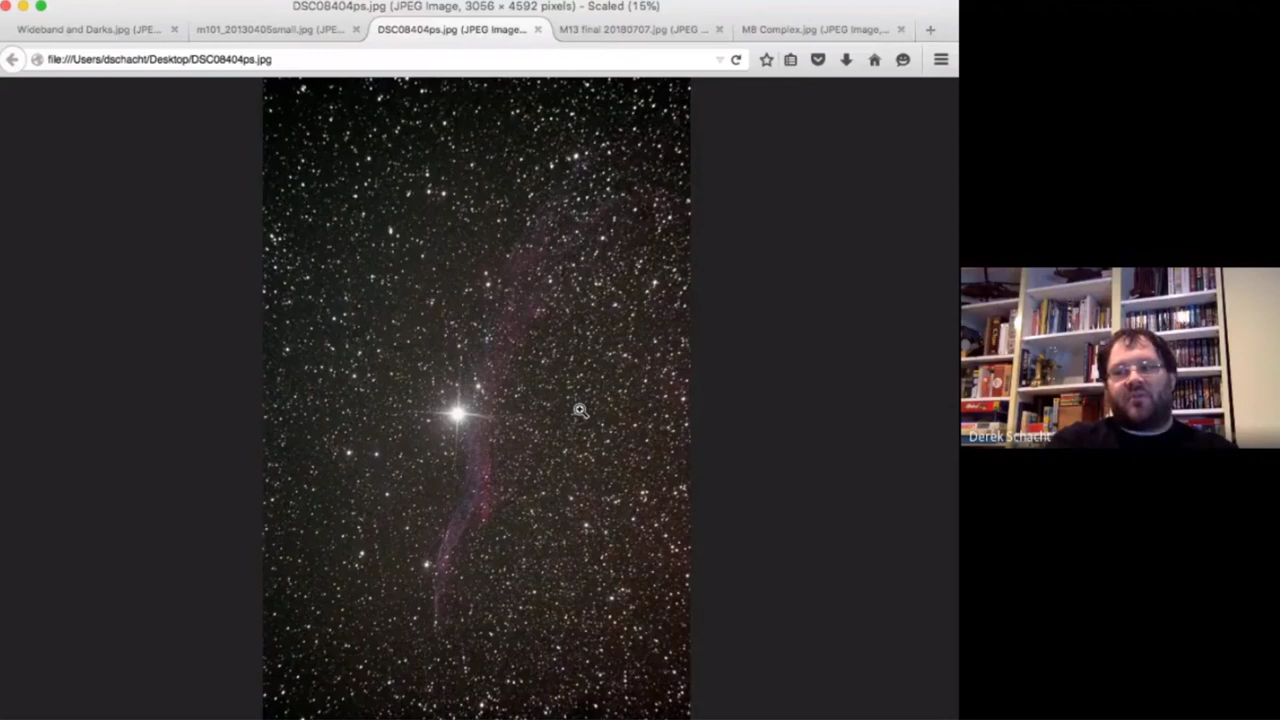 DSC08404ps.jpg (JPEG Image, 3056 × 4592 pixels) - Scaled (15%)
Wideband and Darks.jpg (JPE... m101_20130405small.jpg (JPE... DSC08404ps.jpg (JPEG Image... M13 final 20180707.jpg (JPEG ... M8 Complex.jpg (JPEG Image,...
file:///Users/dschacht/Desktop/DSC08404ps.jpg
Derek Schacht